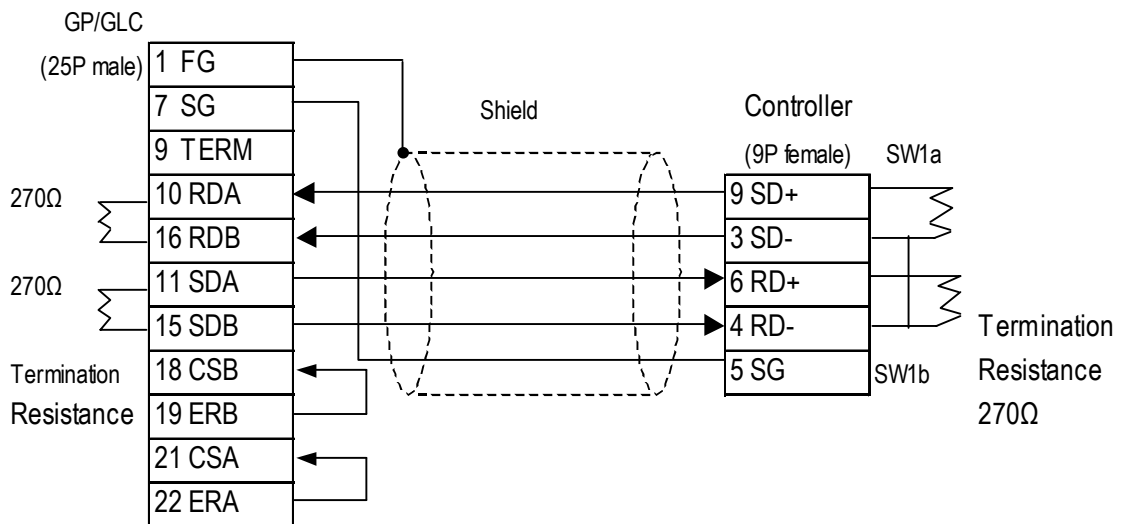 GP/GLC
(25P male)
1 FG
7 SG
9 TERM
10 RDA
16 RDB
11 SDA
15 SDB
18 CSB
19 ERB
21 CSA
22 ERA
270Ω
270Ω
Termination
Resistance
Shield
Controller
(9P female)
9 SD+
3 SD-
6 RD+
4 RD-
5 SG
SW1a
SW1b
Termination
Resistance
270Ω